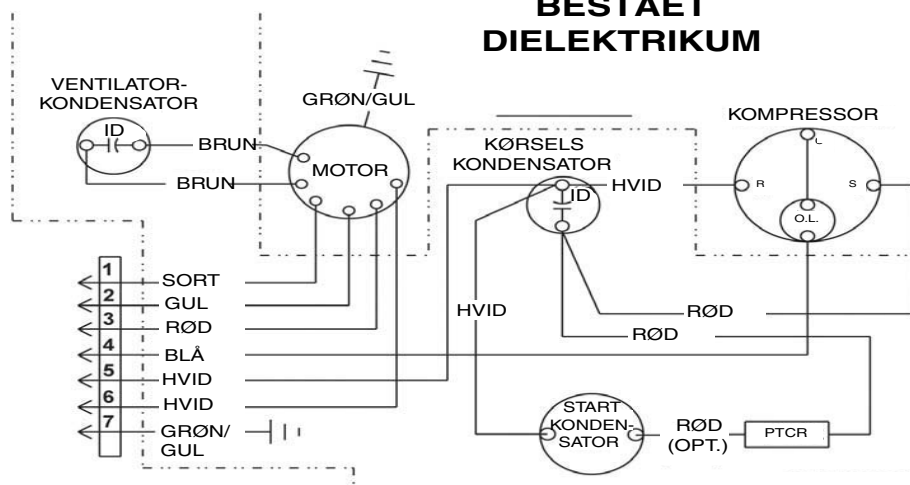 BESTÅET
DIELEKTRIKUM
VENTILATOR-
KONDENSATOR
ID
BRUN
BRUN
GRØN/GUL
MOTOR
KØRSELS
KONDENSATOR
ID
HVID
KOMPRESSOR
L
R
S
O.L.
1
SORT
2
GUL
3
RØD
4
BLÅ
5
HVID
6
HVID
7
GRØN/
GUL
HVID
RØD
RØD
START
KONDEN-
SATOR
RØD
(OPT.)
PTCR